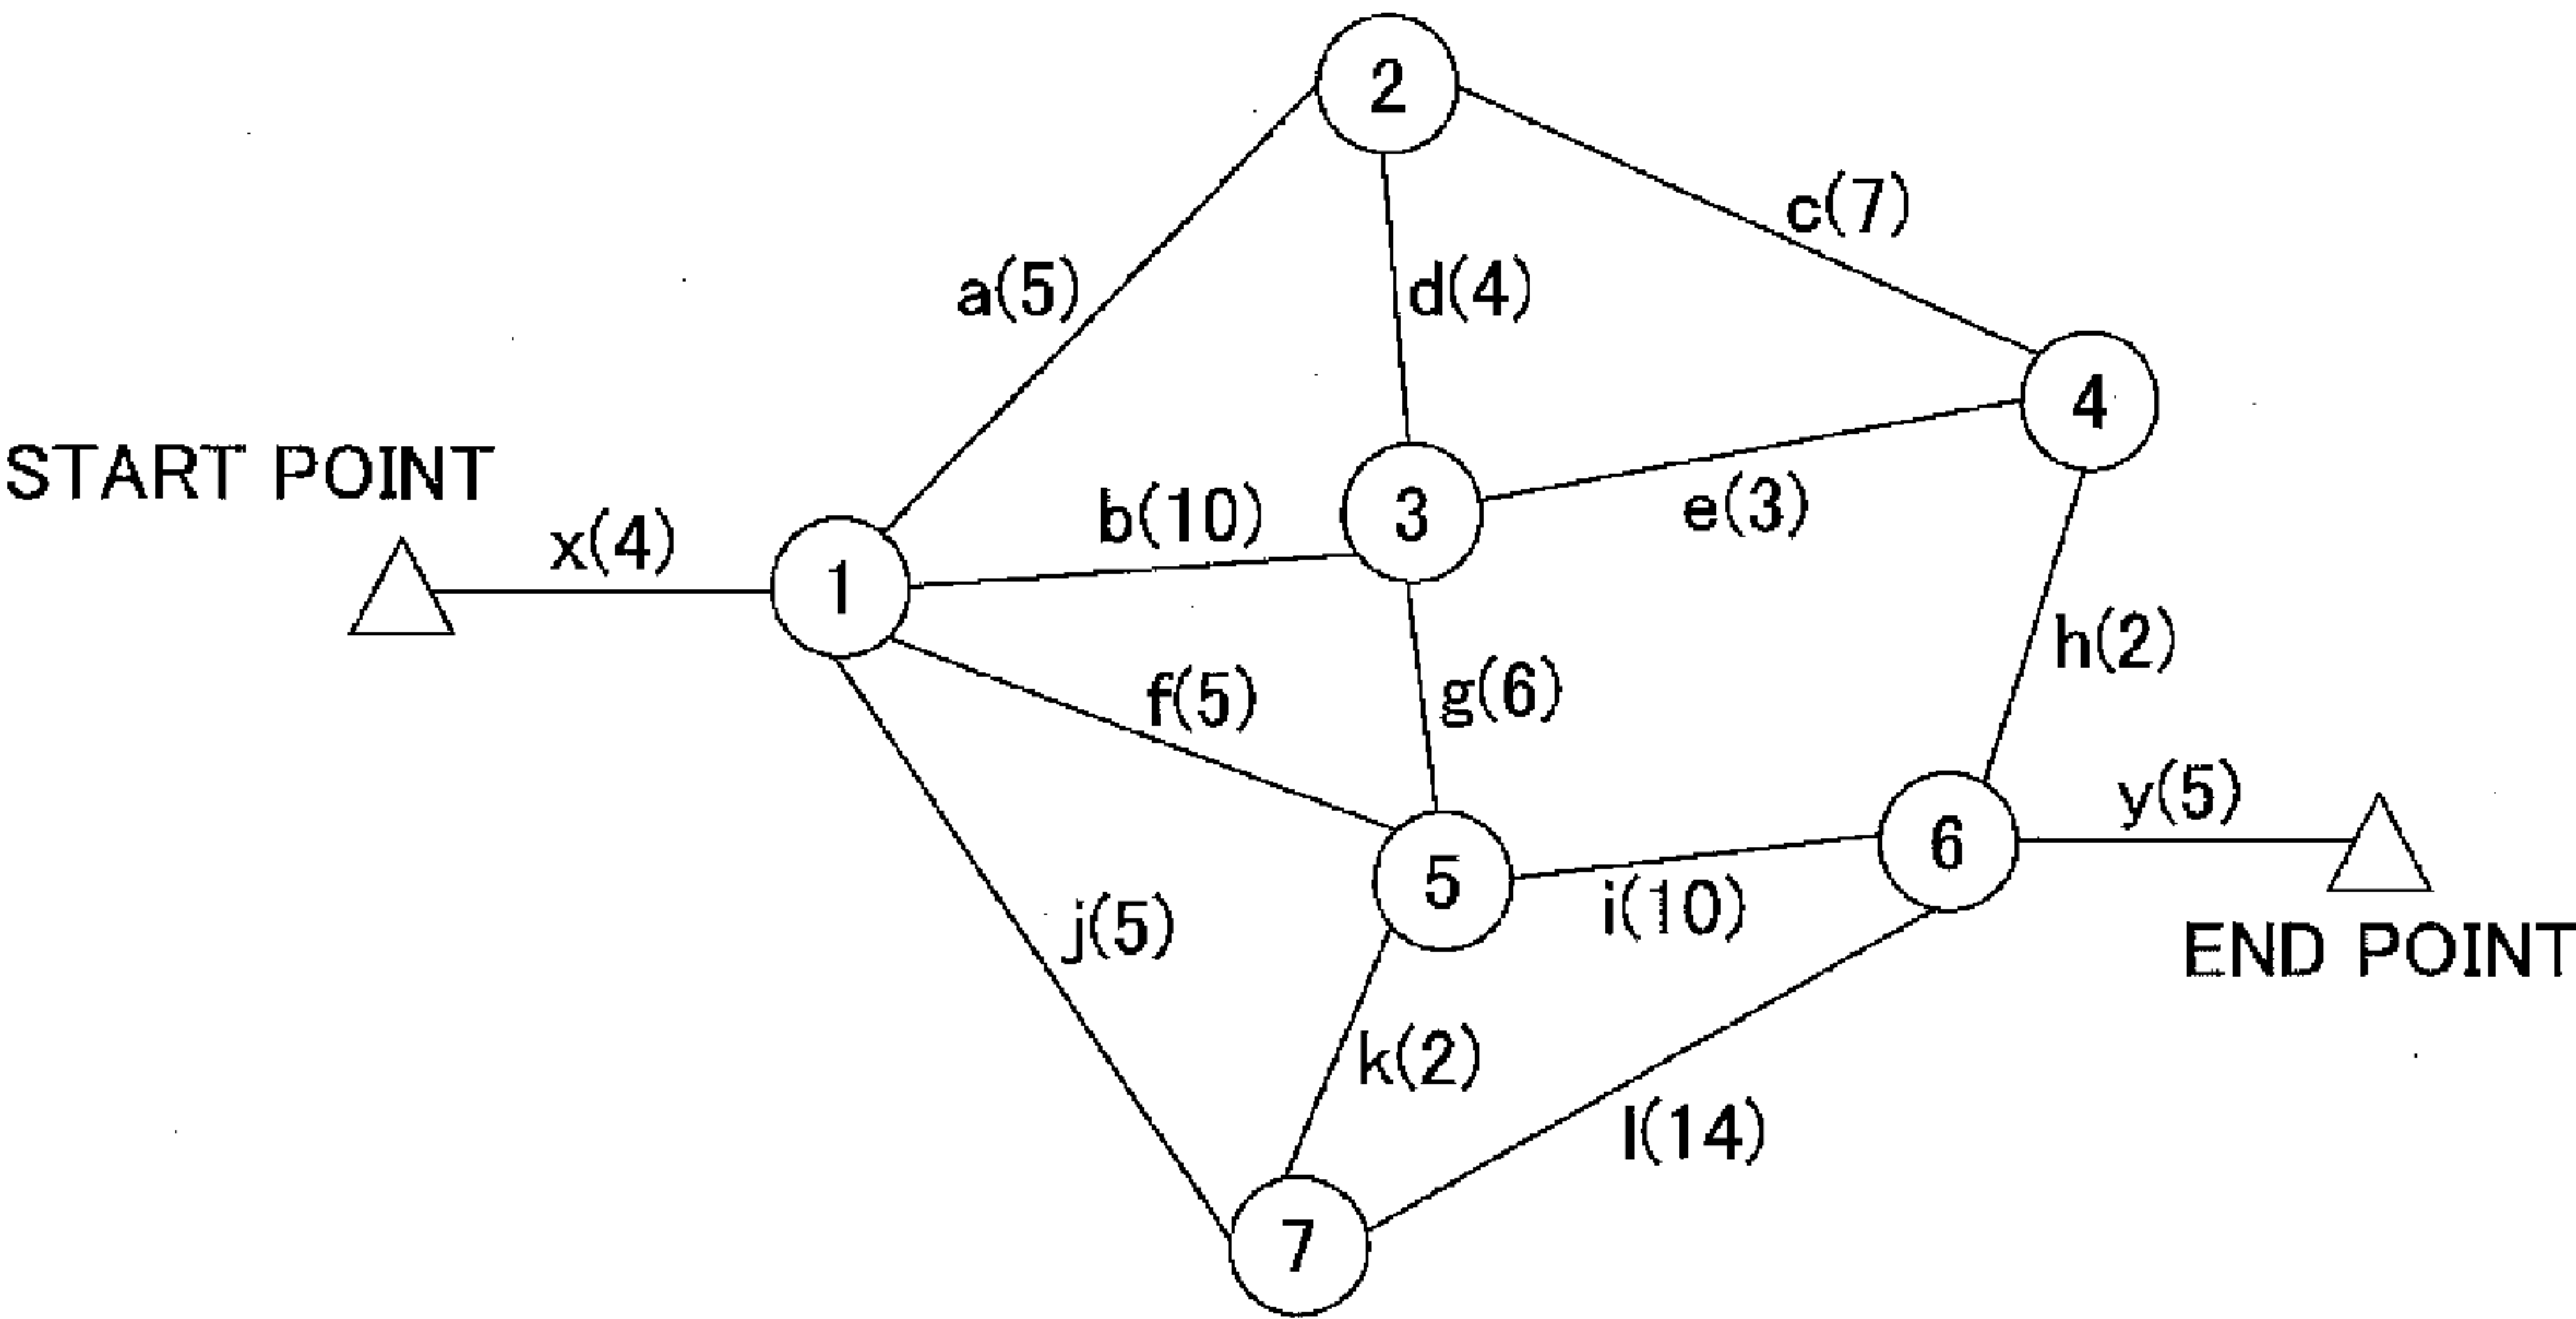 2
c(7)
a(5)
d(4)
4
START POINT
e(3)
b(10)
3
x(4)
1
h(2)
f(5)
g(6)
y(5)
6
5
i(10)
j(5)
END POINT
k(2)
l(14)
7